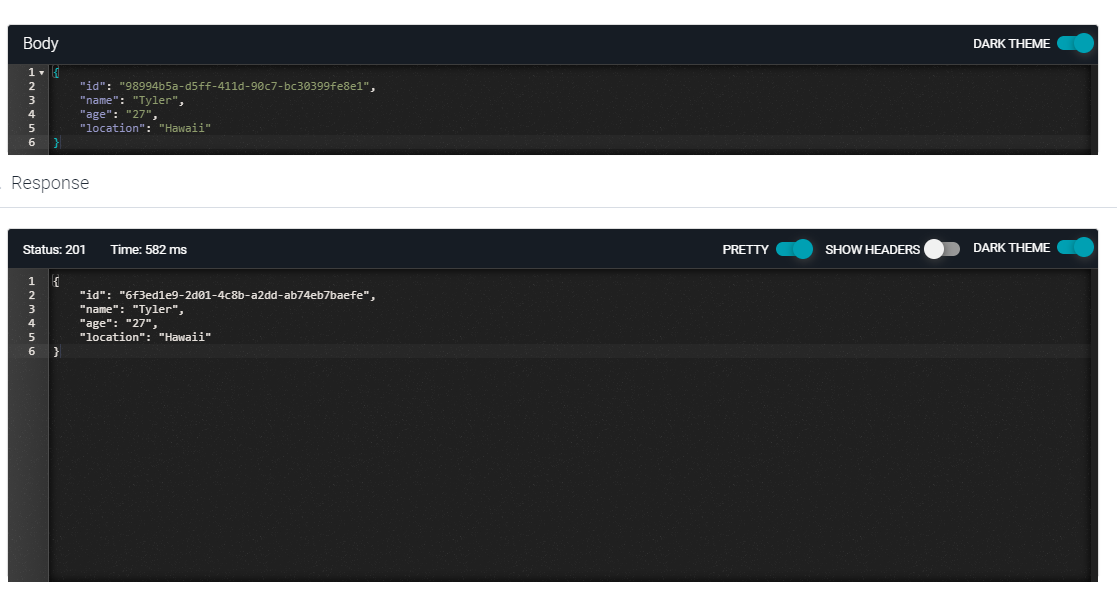 Body
DARK THEME
1 {
2 "id": "98994b5a-d5ff-411d-90c7-bc30399fe8e1",
3 "name": "Tyler",
4 "age": "27",
5 "location": "Hawaii"
6 }
Response
Status: 201 Time: 582 ms PRETTY SHOW HEADERS DARK THEME
1 {
2 "id": "6f3ed1e9-2d01-4c8b-a2dd-ab74eb7baefe",
3 "name": "Tyler",
4 "age": "27",
5 "location": "Hawaii"
6 }